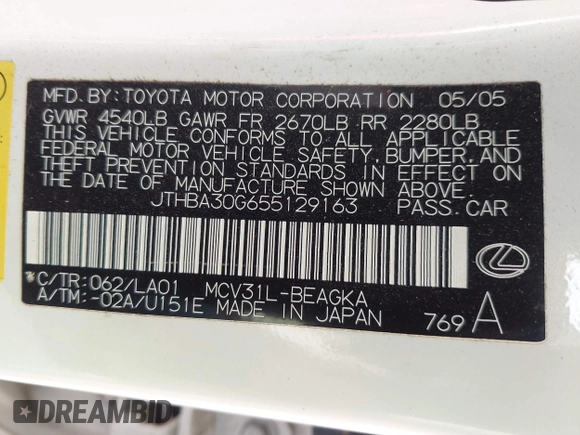 MFD.BY:TOYOTA MOTOR CORPORATION 05/05
GVWR 4540LB GAWR FR 2670LB RR 2280LB
THIS VEHICLE CONFORMS TO ALL APPLICABLE
FEDERAL MOTOR VEHICLE SAFETY, BUMPER, AND
THEFT PREVENTION STANDARDS IN EFFECT ON
THE DATE OF MANUFACTURE SHOWN ABOVE.
JTHBA30G655129163 PASS.CAR
C/TR:062/LA01 MCV31L-BEAGKA
A/TM:-02A/U151E MADE IN JAPAN 769A
DREAMBID